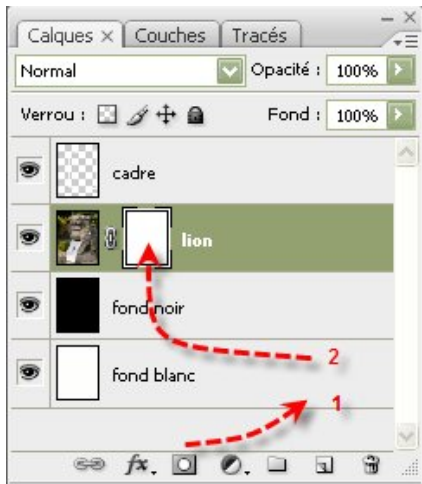 Calques × Couches Tracés
Normal Opacité : 100%
Verrou : Fond : 100%
cadre
lion
fond noir
2
fond blanc
1
fx.